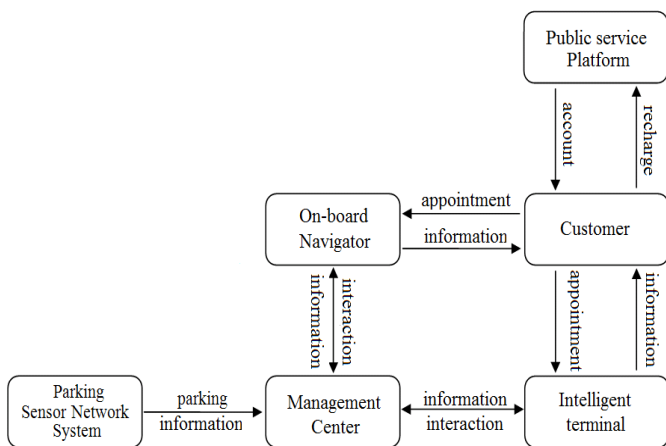 Public service
Platform
account
recharge
appointment
On-board
Navigator
information
Customer
information
interaction
appointment
information
Parking
Sensor Network
System
parking
information
Management
Center
information
interaction
Intelligent
terminal